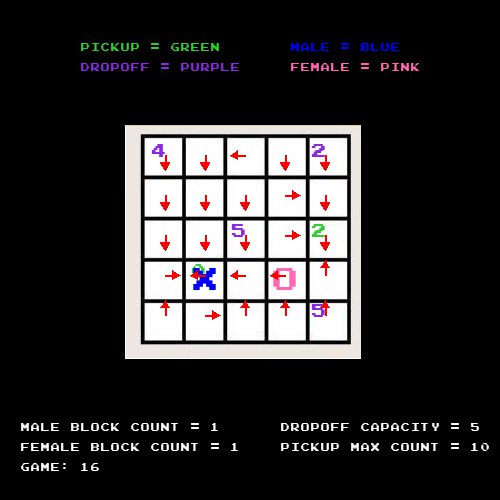 PICKUP = GREEN MALE = BLUE
DROPOFF = PURPLE FEMALE = PINK
4 2
5 2
X O
5
MALE BLOCK COUNT = 1 DROPOFF CAPACITY = 5
FEMALE BLOCK COUNT = 1 PICKUP MAX COUNT = 10
GAME: 16